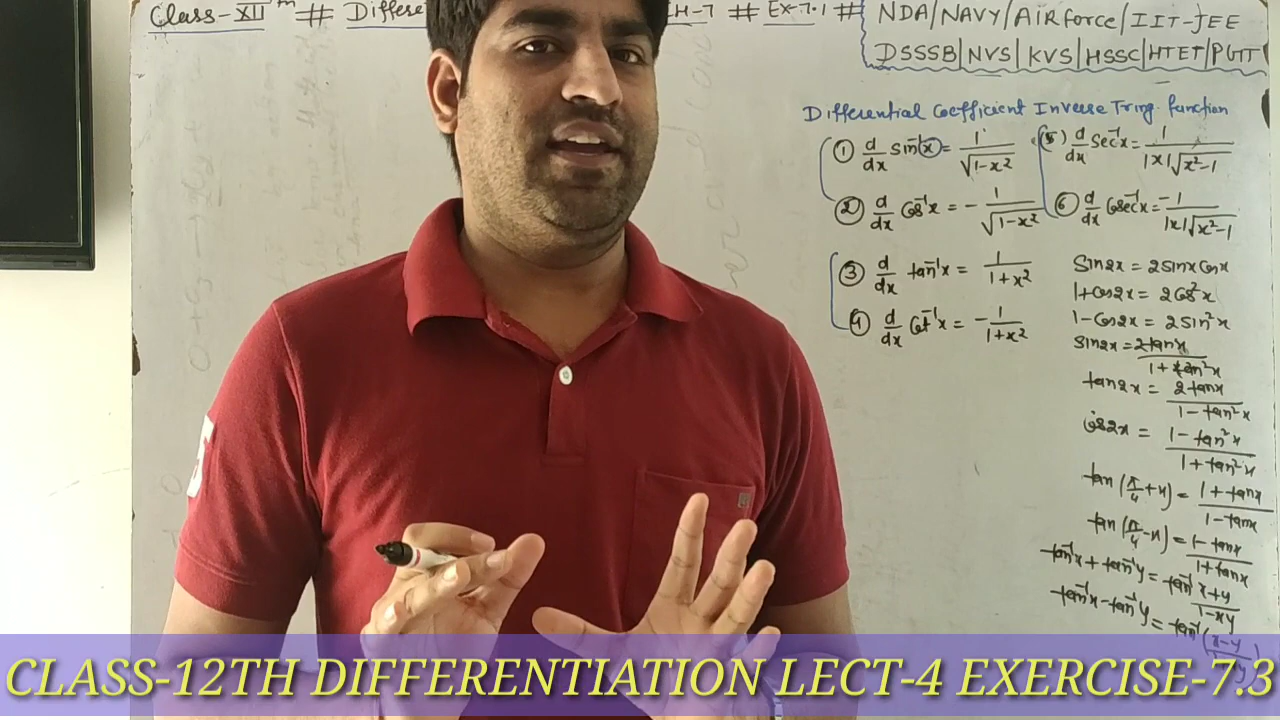 Class-XII # Differe CH-7 # EX-7.1 #
NDA/NAVY/AIRforce/IIT-JEE
DSSSB|NVS|KVS|HSSC|HTET|PGTT
Differential Coefficient Inverse Tring. function
① d/dx sin⁻¹(x) = 1/√(1-x²)
② d/dx cos⁻¹x = -1/√(1-x²)
③ d/dx tan⁻¹x = 1/(1+x²)
④ d/dx cot⁻¹x = -1/(1+x²)
(5) d/dx sec⁻¹x = 1/(|x|√(x²-1))
⑥ d/dx cosec⁻¹x = -1/(|x|√(x²-1))
sin2x = 2sinx cosx
1+cos2x = 2cos²x
1-cos2x = 2sin²x
sin2x = 2tanx/(1+tan²x)
tan2x = 2tanx/(1-tan²x)
cos2x = (1-tan²x)/(1+tan²x)
tan(π/4+x) = (1+tanx)/(1-tanx)
tan(π/4-x) = (1-tanx)/(1+tanx)
tan⁻¹x + tan⁻¹y = tan⁻¹ (x+y)/(1-xy)
tan⁻¹x - tan⁻¹y = tan⁻¹(x-y
CLASS-12TH DIFFERENTIATION LECT-4 EXERCISE-7.3